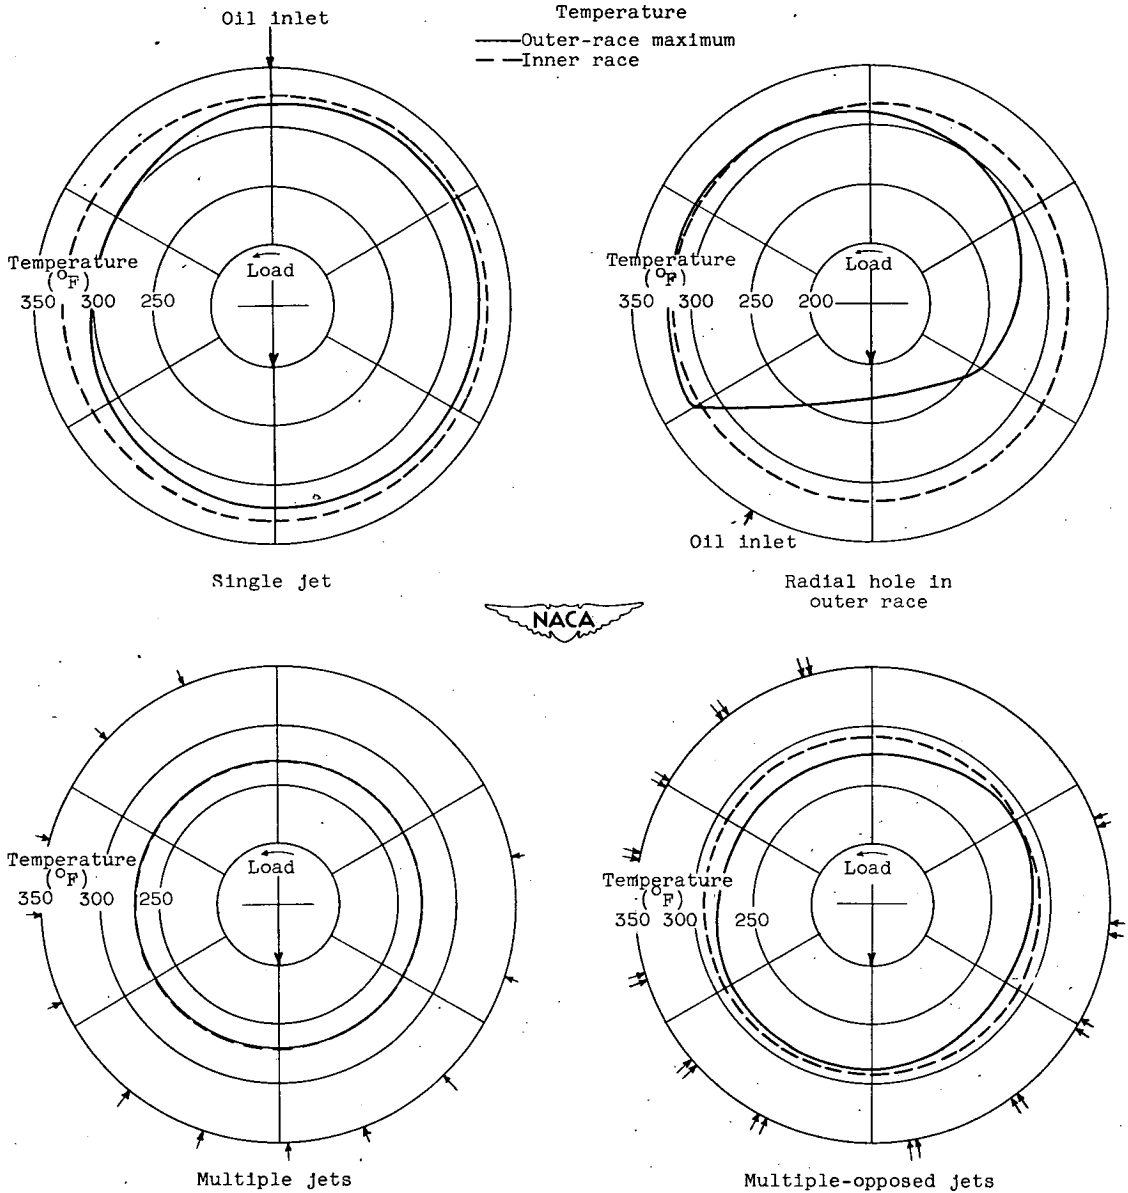 Temperature
Oil inlet
Outer-race maximum
Inner race
Temperature
(°F)
350 300 250
Load
Temperature
(°F)
350 300 250 200
Load
Oil inlet
Single jet
Radial hole in
outer race
NACA
Temperature
(°F)
350 300 250
Load
Temperature
(°F)
350 300 250
Load
Multiple jets
Multiple-opposed jets